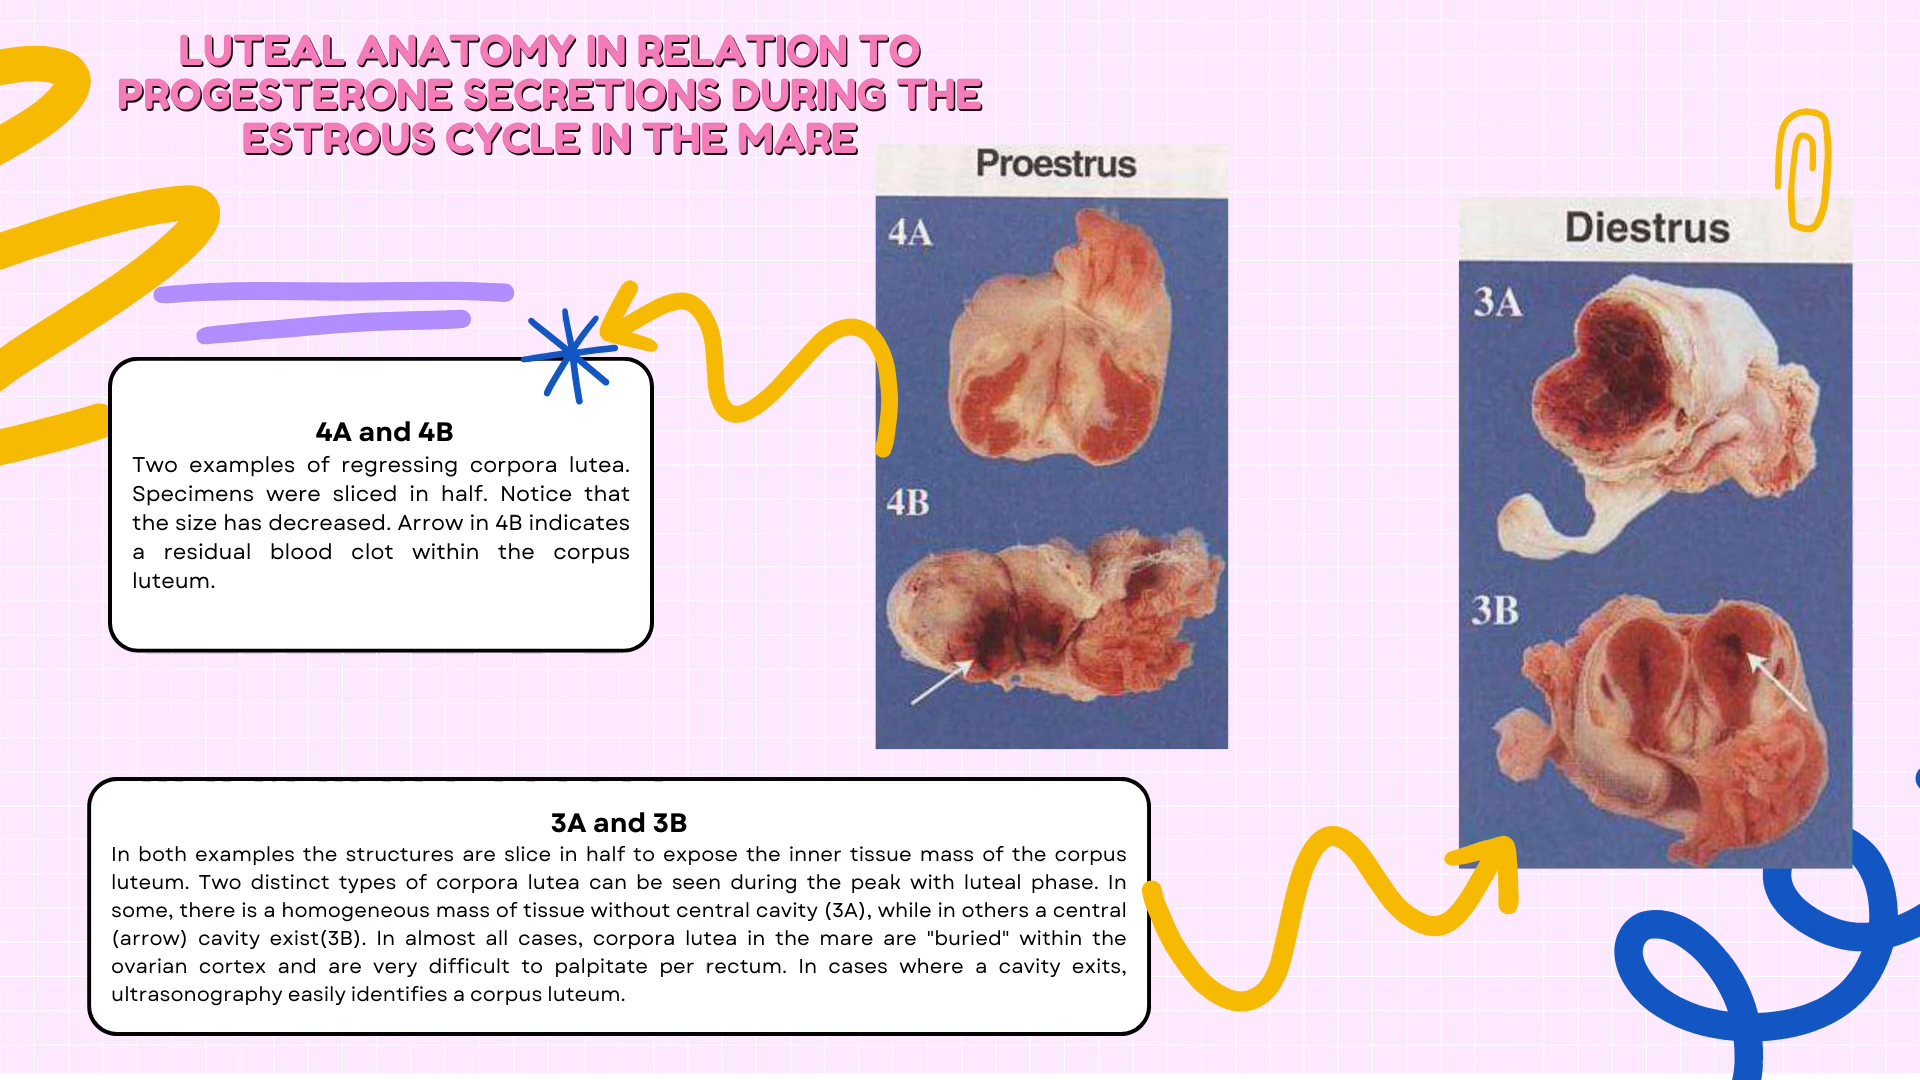 LUTEAL ANATOMY IN RELATION TO
PROGESTERONE SECRETIONS DURING THE
ESTROUS CYCLE IN THE MARE
Proestrus
4A
4B
Diestrus
3A
3B
4A and 4B
Two examples of regressing corpora lutea.
Specimens were sliced in half. Notice that
the size has decreased. Arrow in 4B indicates
a residual blood clot within the corpus
luteum.
3A and 3B
In both examples the structures are slice in half to expose the inner tissue mass of the corpus
luteum. Two distinct types of corpora lutea can be seen during the peak with luteal phase. In
some, there is a homogeneous mass of tissue without central cavity (3A), while in others a central
(arrow) cavity exist(3B). In almost all cases, corpora lutea in the mare are "buried" within the
ovarian cortex and are very difficult to palpitate per rectum. In cases where a cavity exits,
ultrasonography easily identifies a corpus luteum.